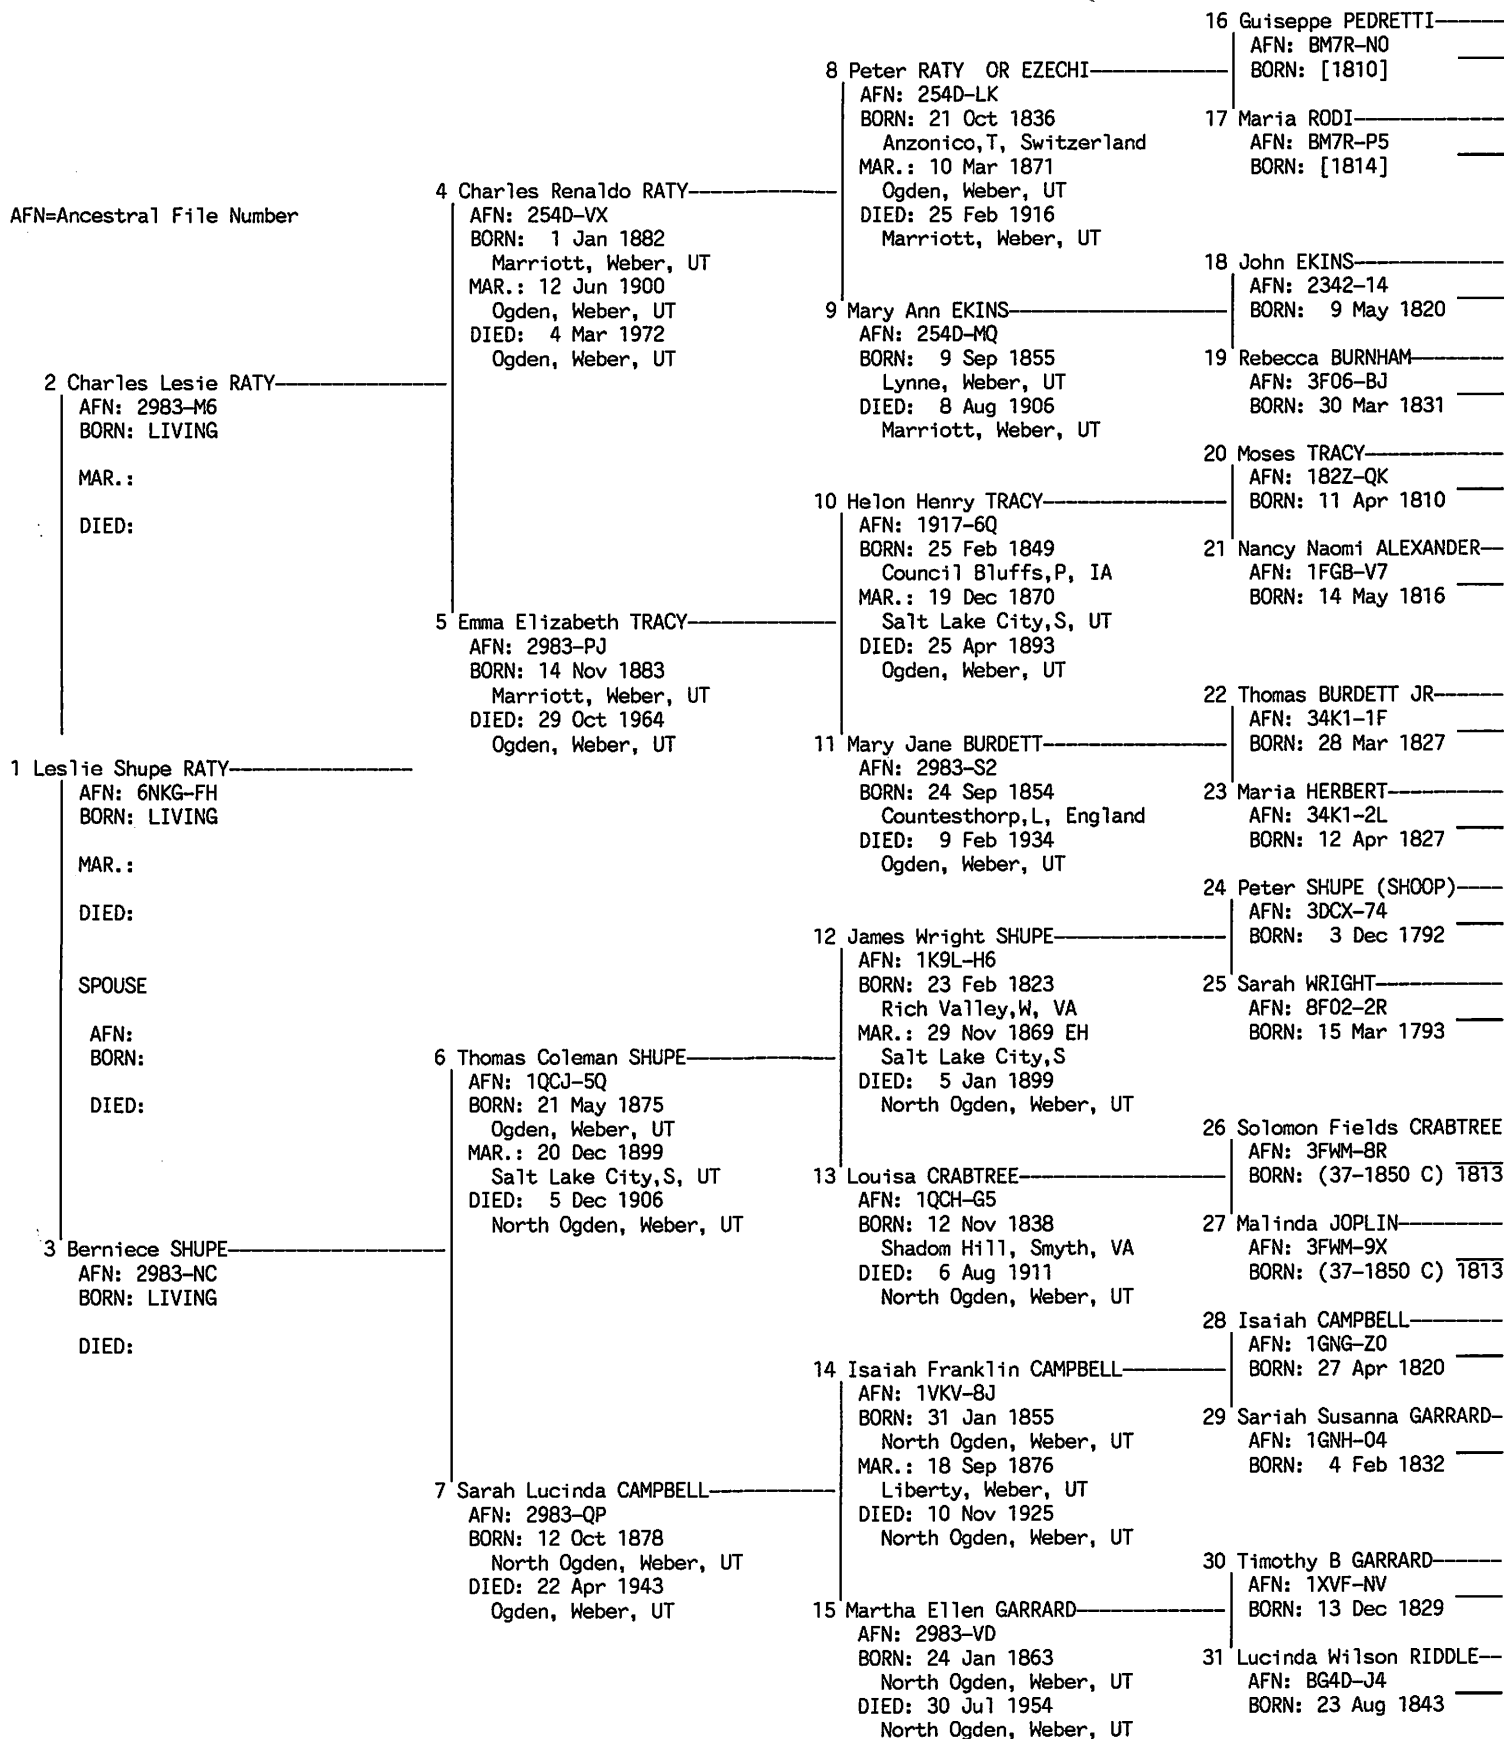 AFN=Ancestral File Number
1 Leslie Shupe RATY
AFN: 6NKG-FH
BORN: LIVING
MAR.:
DIED:
SPOUSE
AFN:
BORN:
DIED:
2 Charles Lesie RATY
AFN: 2983-M6
BORN: LIVING
MAR.:
DIED:
3 Berniece SHUPE
AFN: 2983-NC
BORN: LIVING
DIED:
4 Charles Renaldo RATY
AFN: 254D-VX
BORN: 1 Jan 1882
Marriott, Weber, UT
MAR.: 12 Jun 1900
Ogden, Weber, UT
DIED: 4 Mar 1972
Ogden, Weber, UT
5 Emma Elizabeth TRACY
AFN: 2983-PJ
BORN: 14 Nov 1883
Marriott, Weber, UT
DIED: 29 Oct 1964
Ogden, Weber, UT
6 Thomas Coleman SHUPE
AFN: 1QCJ-5Q
BORN: 21 May 1875
Ogden, Weber, UT
MAR.: 20 Dec 1899
Salt Lake City,S, UT
DIED: 5 Dec 1906
North Ogden, Weber, UT
7 Sarah Lucinda CAMPBELL
AFN: 2983-QP
BORN: 12 Oct 1878
North Ogden, Weber, UT
DIED: 22 Apr 1943
Ogden, Weber, UT
8 Peter RATY OR EZECHI
AFN: 254D-LK
BORN: 21 Oct 1836
Anzonico,T, Switzerland
MAR.: 10 Mar 1871
Ogden, Weber, UT
DIED: 25 Feb 1916
Marriott, Weber, UT
9 Mary Ann EKINS
AFN: 254D-MQ
BORN: 9 Sep 1855
Lynne, Weber, UT
DIED: 8 Aug 1906
Marriott, Weber, UT
10 Helon Henry TRACY
AFN: 1917-6Q
BORN: 25 Feb 1849
Council Bluffs,P, IA
MAR.: 19 Dec 1870
Salt Lake City,S, UT
DIED: 25 Apr 1893
Ogden, Weber, UT
11 Mary Jane BURDETT
AFN: 2983-S2
BORN: 24 Sep 1854
Countesthorp,L, England
DIED: 9 Feb 1934
Ogden, Weber, UT
12 James Wright SHUPE
AFN: 1K9L-H6
BORN: 23 Feb 1823
Rich Valley,W, VA
MAR.: 29 Nov 1869 EH
Salt Lake City,S
DIED: 5 Jan 1899
North Ogden, Weber, UT
13 Louisa CRABTREE
AFN: 1QCH-G5
BORN: 12 Nov 1838
Shadom Hill, Smyth, VA
DIED: 6 Aug 1911
North Ogden, Weber, UT
14 Isaiah Franklin CAMPBELL
AFN: 1VKV-8J
BORN: 31 Jan 1855
North Ogden, Weber, UT
MAR.: 18 Sep 1876
Liberty, Weber, UT
DIED: 10 Nov 1925
North Ogden, Weber, UT
15 Martha Ellen GARRARD
AFN: 2983-VD
BORN: 24 Jan 1863
North Ogden, Weber, UT
DIED: 30 Jul 1954
North Ogden, Weber, UT
16 Guiseppe PEDRETTI
AFN: BM7R-N0
BORN: [1810]
17 Maria RODI
AFN: BM7R-P5
BORN: [1814]
18 John EKINS
AFN: 2342-14
BORN: 9 May 1820
19 Rebecca BURNHAM
AFN: 3F06-BJ
BORN: 30 Mar 1831
20 Moses TRACY
AFN: 182Z-QK
BORN: 11 Apr 1810
21 Nancy Naomi ALEXANDER
AFN: 1FGB-V7
BORN: 14 May 1816
22 Thomas BURDETT JR
AFN: 34K1-1F
BORN: 28 Mar 1827
23 Maria HERBERT
AFN: 34K1-2L
BORN: 12 Apr 1827
24 Peter SHUPE (SHOOP)
AFN: 3DCX-74
BORN: 3 Dec 1792
25 Sarah WRIGHT
AFN: 8F02-2R
BORN: 15 Mar 1793
26 Solomon Fields CRABTREE
AFN: 3FWM-8R
BORN: (37-1850 C) 1813
27 Malinda JOPLIN
AFN: 3FWM-9X
BORN: (37-1850 C) 1813
28 Isaiah CAMPBELL
AFN: 1GNG-Z0
BORN: 27 Apr 1820
29 Sariah Susanna GARRARD
AFN: 1GNH-04
BORN: 4 Feb 1832
30 Timothy B GARRARD
AFN: 1XVF-NV
BORN: 13 Dec 1829
31 Lucinda Wilson RIDDLE
AFN: BG4D-J4
BORN: 23 Aug 1843